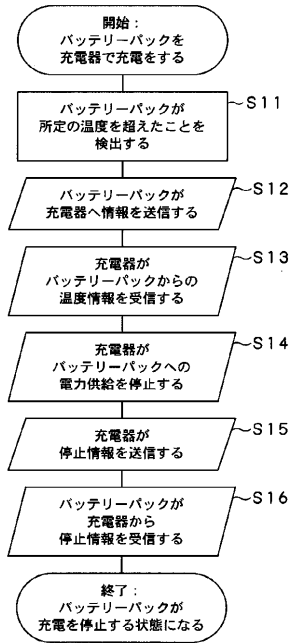 開始：
バッテリーパックを
充電器で充電をする
S11
バッテリーパックが
所定の温度を超えたことを
検出する
S12
バッテリーパックが
充電器へ情報を送信する
S13
充電器が
バッテリーパックからの
温度情報を受信する
S14
充電器が
バッテリーパックへの
電力供給を停止する
S15
充電器が
停止情報を送信する
S16
バッテリーパックが
充電器から
停止情報を受信する
終了：
バッテリーパックが
充電を停止する状態になる